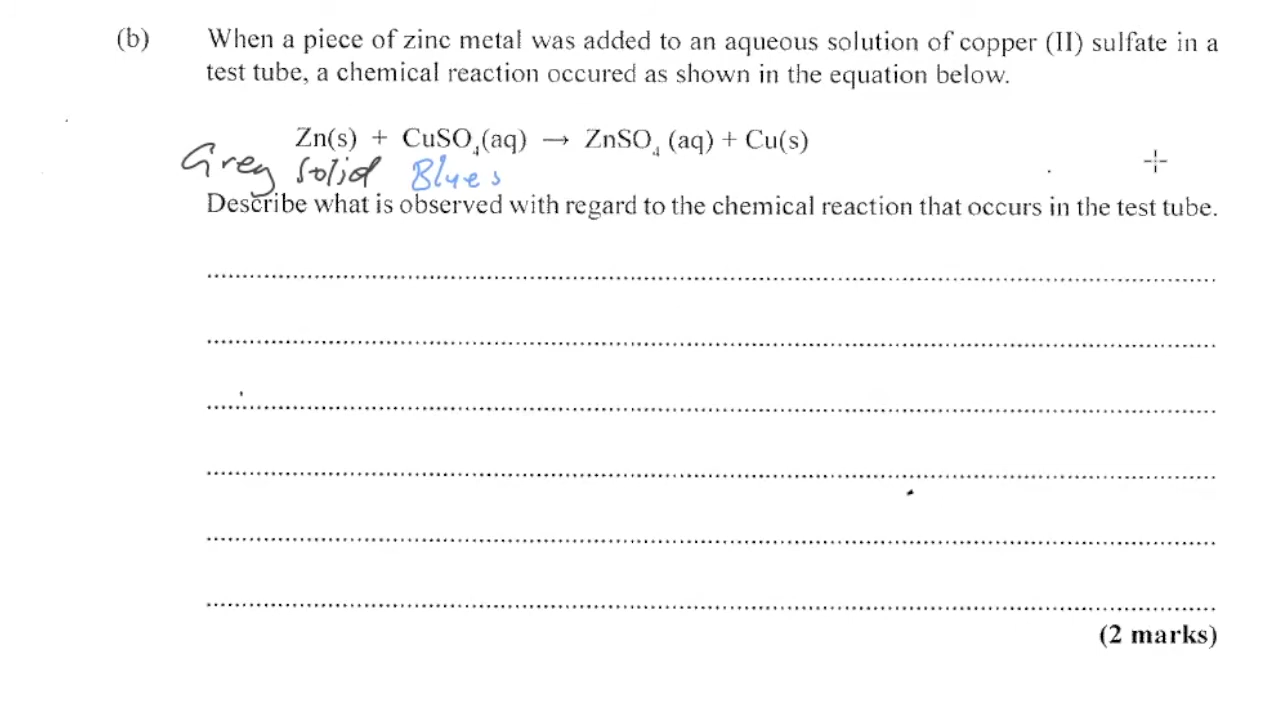 (b) When a piece of zinc metal was added to an aqueous solution of copper (II) sulfate in a
test tube, a chemical reaction occured as shown in the equation below.
Zn(s) + CuSO₄(aq) → ZnSO₄ (aq) + Cu(s)
Grey solid Blue s
Describe what is observed with regard to the chemical reaction that occurs in the test tube.
(2 marks)